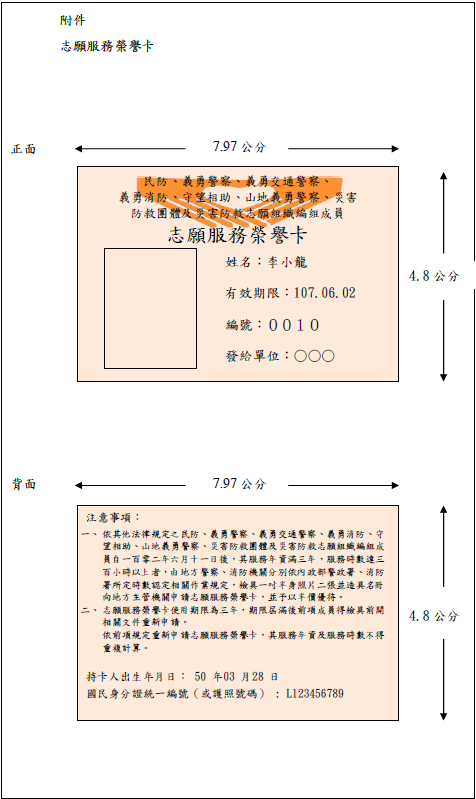 附件
志願服務榮譽卡
正面
7.97 公分
民防、義勇警察、義勇交通警察、
義勇消防、守望相助、山地義勇警察、災害
防救團體及災害防救志願組織編組成員
志願服務榮譽卡
姓名：李小龍
有效期限：107.06.02
編號：００１０
發給單位：○○○
4.8 公分
背面
7.97 公分
注意事項：
一、依其他法律規定之民防、義勇警察、義勇交通警察、義勇消防、守
望相助、山地義勇警察、災害防救團體及災害防救志願組織編組成
員自一百零二年六月十一日後，其服務年資滿三年，服務時數達三
百小時以上者，由地方警察、消防機關分別依內政部警政署、消防
署所定時數認定相關作業規定，檢具一吋半身照片二張並造具名冊
向地方主管機關申請志願服務榮譽卡，並予以半價優待。
二、志願服務榮譽卡使用期限為三年，期限屆滿後前項成員得檢具前開
相關文件重新申請。
依前項規定重新申請志願服務榮譽卡，其服務年資及服務時數不得
重複計算。
持卡人出生年月日： 50 年03 月28 日
國民身分證統一編號（或護照號碼）：L123456789
4.8 公分